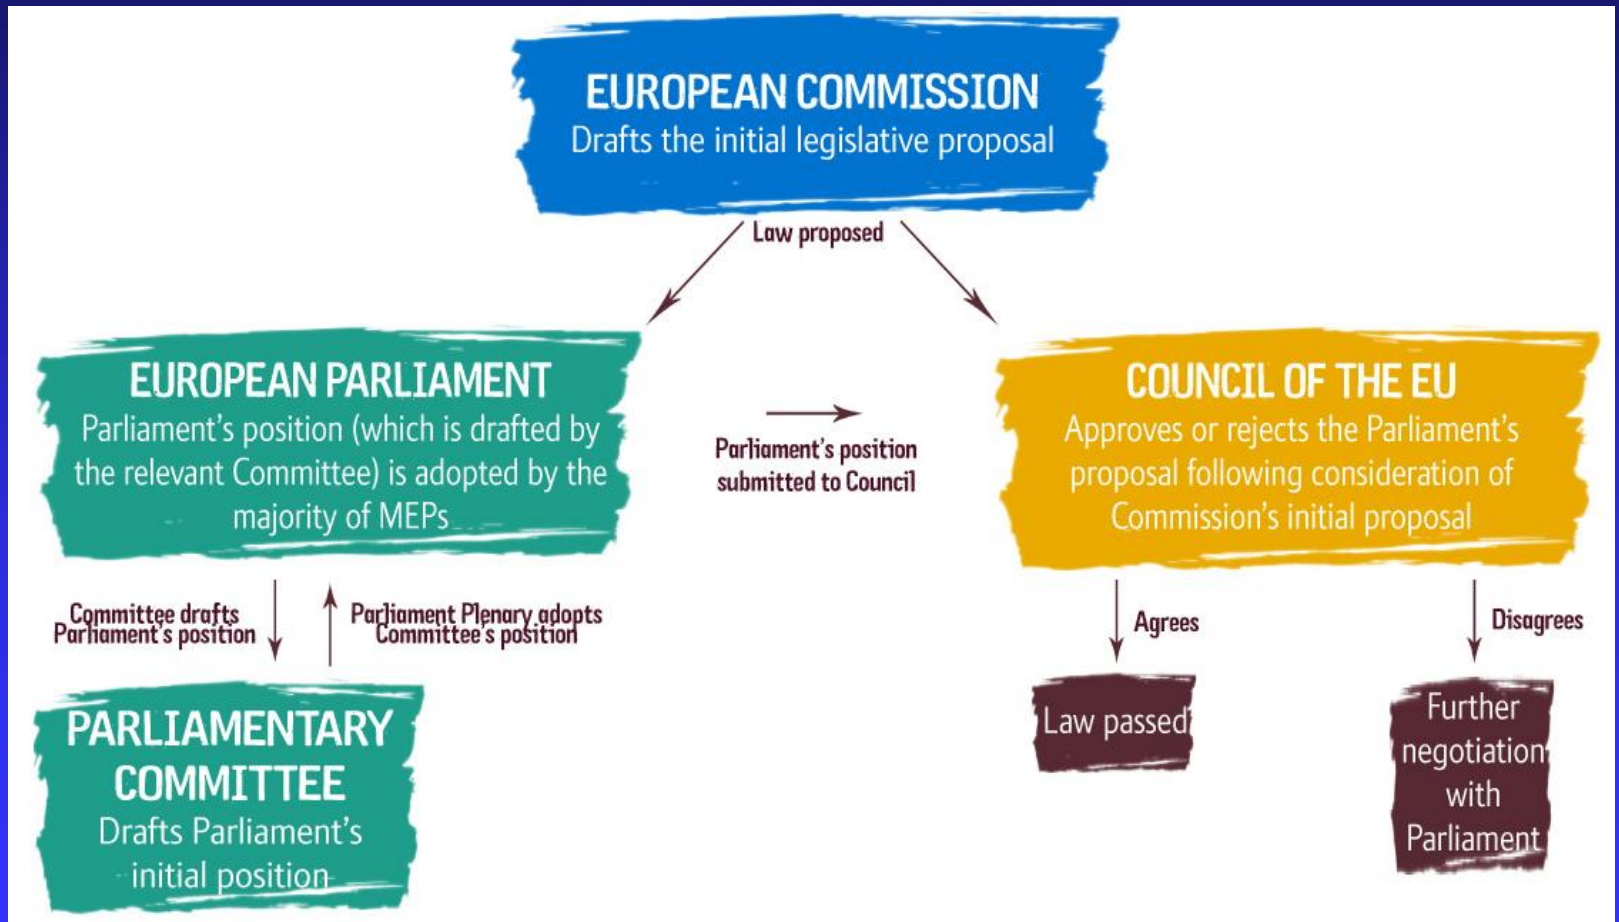 EUROPEAN COMMISSION
Drafts the initial legislative proposal
Law proposed
EUROPEAN PARLIAMENT
Parliament's position (which is drafted by
the relevant Committee) is adopted by the
majority of MEPs
Parliament's position
submitted to Council
COUNCIL OF THE EU
Approves or rejects the Parliament's
proposal following consideration of
Commission's initial proposal
Committee drafts
Parliament's position
Parliament Plenary adopts
Committee's position
Agrees
Disagrees
PARLIAMENTARY
COMMITTEE
Drafts Parliament's
initial position
Law passed
Further
negotiation
with
Parliament